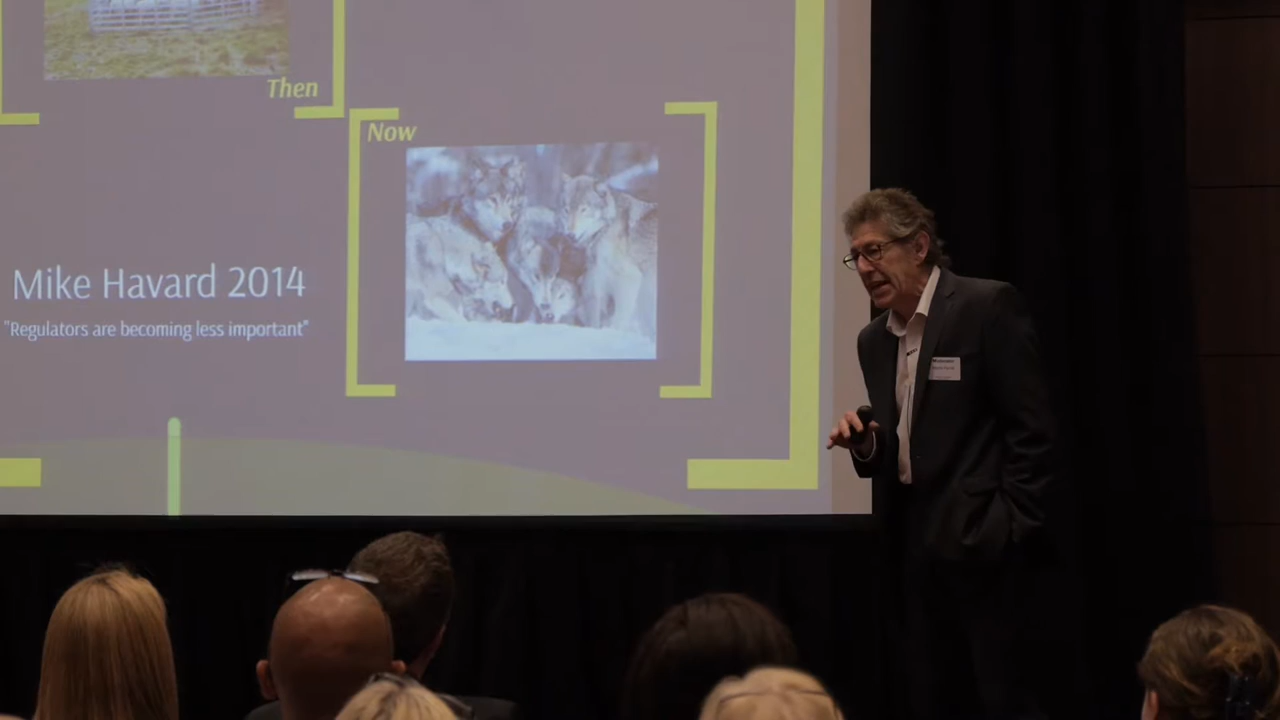 Then
Now
Mike Havard 2014
"Regulators are becoming less important"